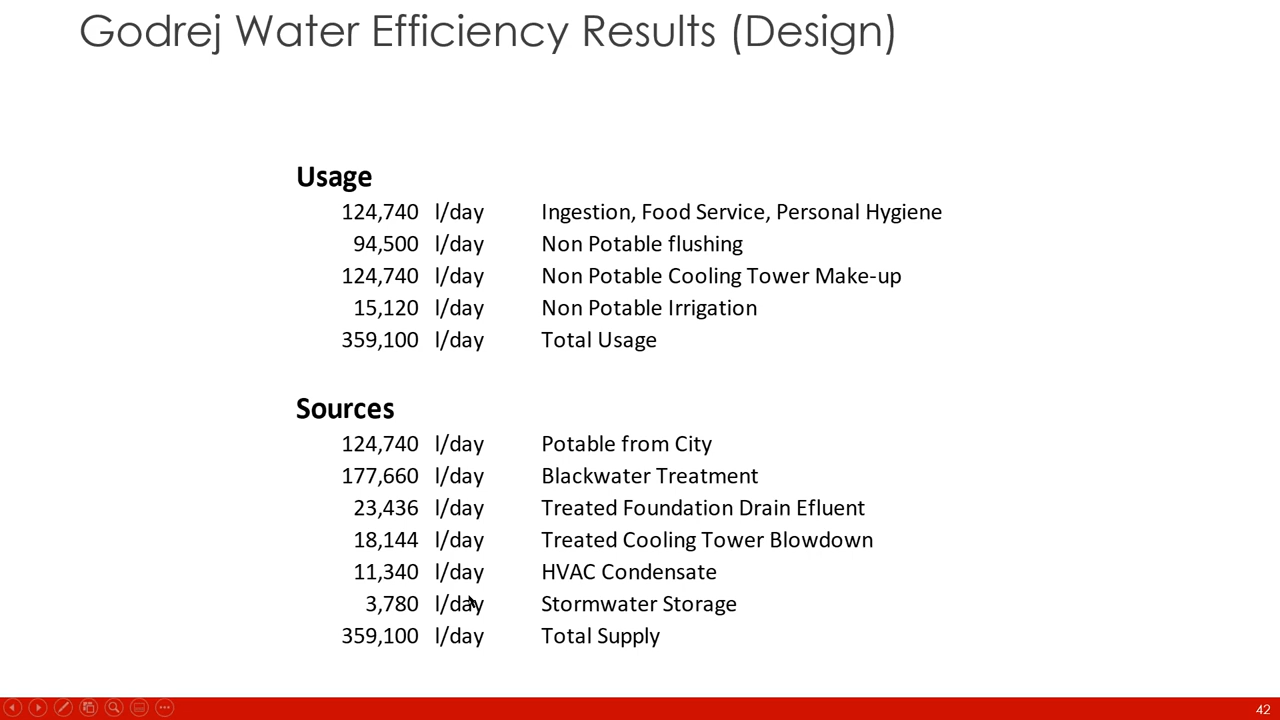 Godrej Water Efficiency Results (Design)
Usage
124,740 l/day Ingestion, Food Service, Personal Hygiene
94,500 l/day Non Potable flushing
124,740 l/day Non Potable Cooling Tower Make-up
15,120 l/day Non Potable Irrigation
359,100 l/day Total Usage
Sources
124,740 l/day Potable from City
177,660 l/day Blackwater Treatment
23,436 l/day Treated Foundation Drain Efluent
18,144 l/day Treated Cooling Tower Blowdown
11,340 l/day HVAC Condensate
3,780 l/day Stormwater Storage
359,100 l/day Total Supply
42